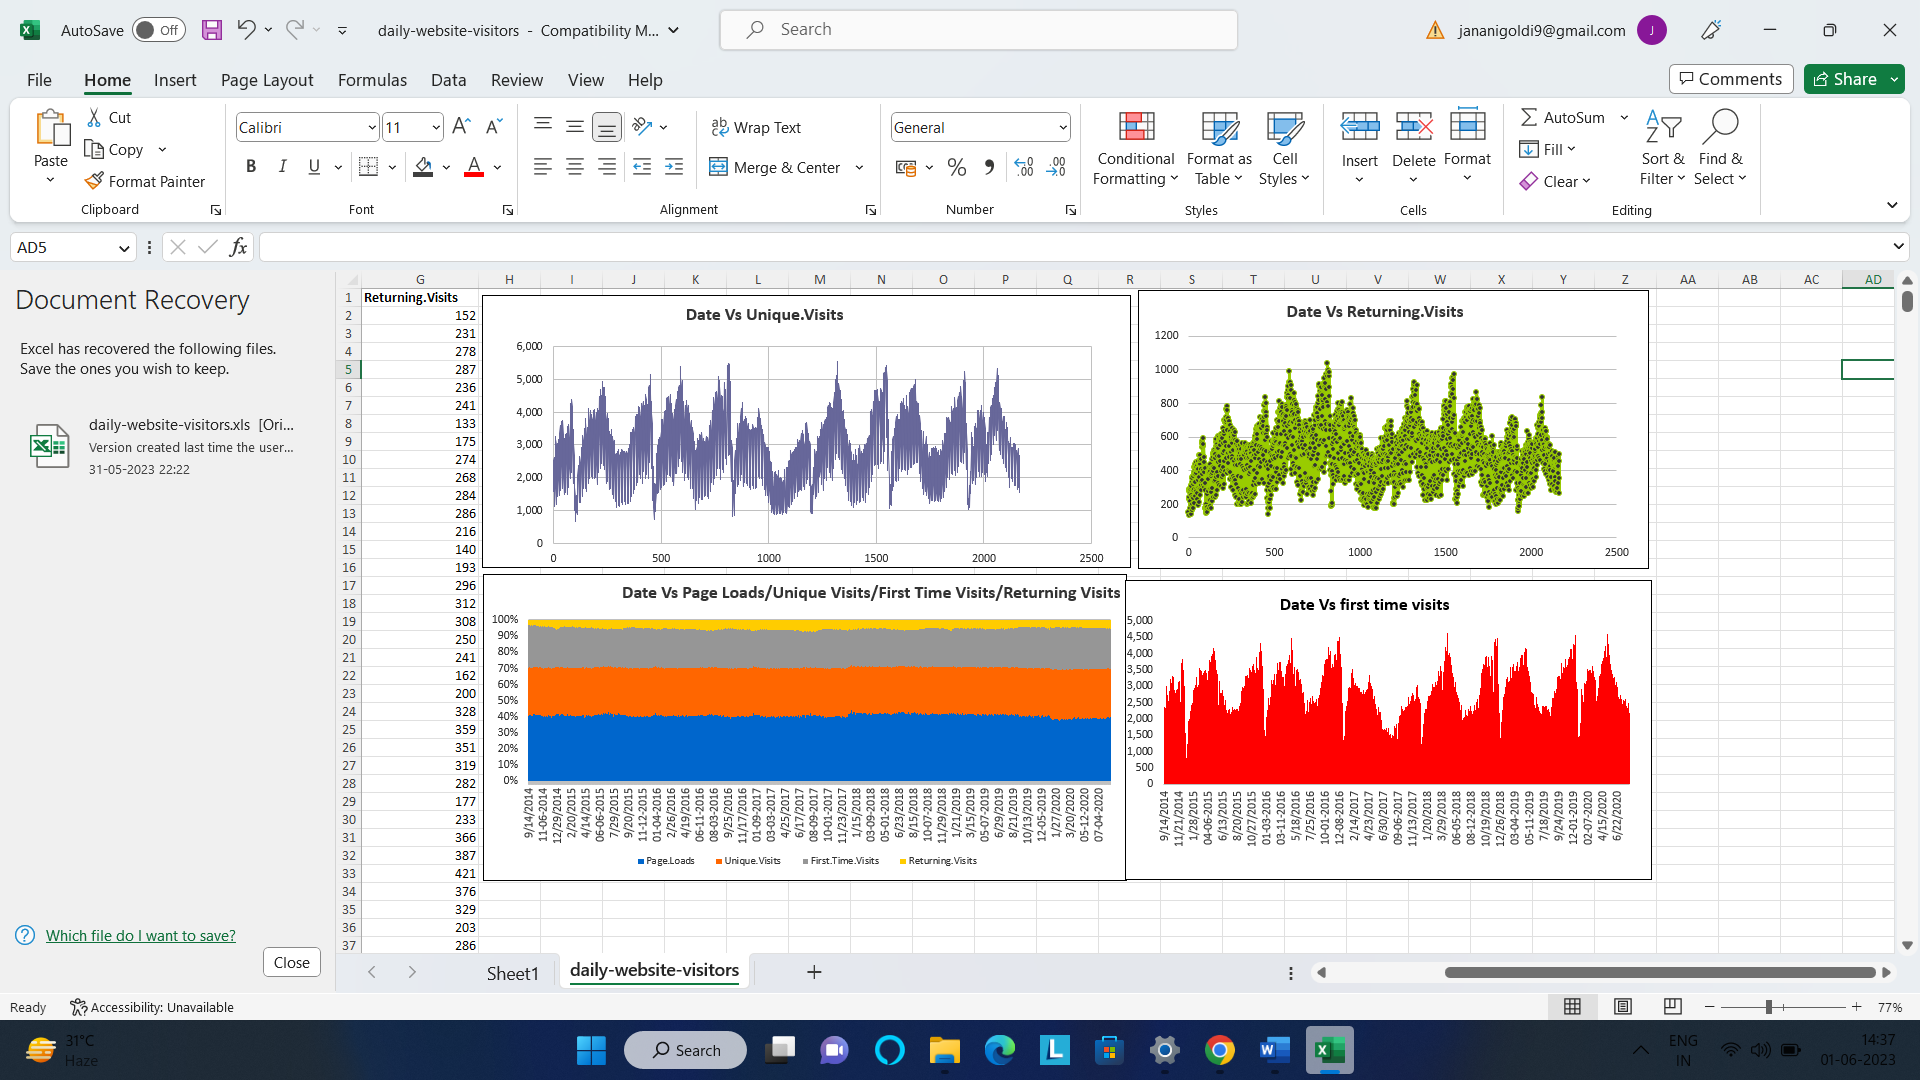 AutoSave Off daily-website-visitors - Compatibility M... Search jananigoldi9@gmail.com J
File Home Insert Page Layout Formulas Data Review View Help Comments Share
Paste Cut Copy Format Painter Clipboard
Calibri 11 B I U A Font
Wrap Text Merge & Center Alignment
General % Number
Conditional Formatting Format as Table Cell Styles Styles
Insert Delete Format Cells
AutoSum Fill Clear Sort & Filter Find & Select Editing
AD5 fx
Document Recovery
Excel has recovered the following files.
Save the ones you wish to keep.
daily-website-visitors.xls [Ori...
Version created last time the user...
31-05-2023 22:22
Which file do I want to save?
Close
G H I J K L M N O P Q R S T U V W X Y Z AA AB AC AD
1 Returning.Visits
2 152
3 231
4 278
5 287
6 236
7 241
8 133
9 175
10 274
11 268
12 284
13 286
14 216
15 140
16 193
17 296
18 312
19 308
20 250
21 241
22 162
23 200
24 328
25 359
26 351
27 319
28 282
29 177
30 233
31 366
32 387
33 421
34 376
35 329
36 203
37 286
Date Vs Unique.Visits
6,000
5,000
4,000
3,000
2,000
1,000
0
0 500 1000 1500 2000 2500
Date Vs Returning.Visits
1200
1000
800
600
400
200
0
0 500 1000 1500 2000 2500
Date Vs Page Loads/Unique Visits/First Time Visits/Returning Visits
100%
90%
80%
70%
60%
50%
40%
30%
20%
10%
0%
9/14/2014 11-06-2014 12/29/2014 2/20/2015 4/14/2015 06-06-2015 7/29/2015 9/20/2015 11-12-2015 01-04-2016 2/26/2016 4/19/2016 06-11-2016 08-03-2016 9/25/2016 11/17/2016 01-09-2017 03-03-2017 4/25/2017 6/17/2017 08-09-2017 10-01-2017 11/23/2017 1/15/2018 03-09-2018 05-01-2018 6/23/2018 8/15/2018 10-07-2018 11/29/2018 1/21/2019 3/15/2019 05-07-2019 6/29/2019 8/21/2019 10/13/2019 12-05-2019 1/27/2020 3/20/2020 05-12-2020 07-04-2020
Page.Loads Unique.Visits First.Time.Visits Returning.Visits
Date Vs first time visits
5,000
4,500
4,000
3,500
3,000
2,500
2,000
1,500
1,000
500
0
9/14/2014 11/21/2014 1/28/2015 04-06-2015 6/13/2015 8/20/2015 10/27/2015 01-03-2016 03-11-2016 5/18/2016 7/25/2016 10-01-2016 12-08-2016 2/14/2017 4/23/2017 6/30/2017 09-06-2017 11/13/2017 1/20/2018 3/29/2018 06-05-2018 08-12-2018 10/19/2018 12/26/2018 03-04-2019 05-11-2019 7/18/2019 9/24/2019 12-01-2019 02-07-2020 4/15/2020 6/22/2020
Sheet1 daily-website-visitors
Ready Accessibility: Unavailable 77%
31°C
Haze
Search
ENG
IN
14:37
01-06-2023